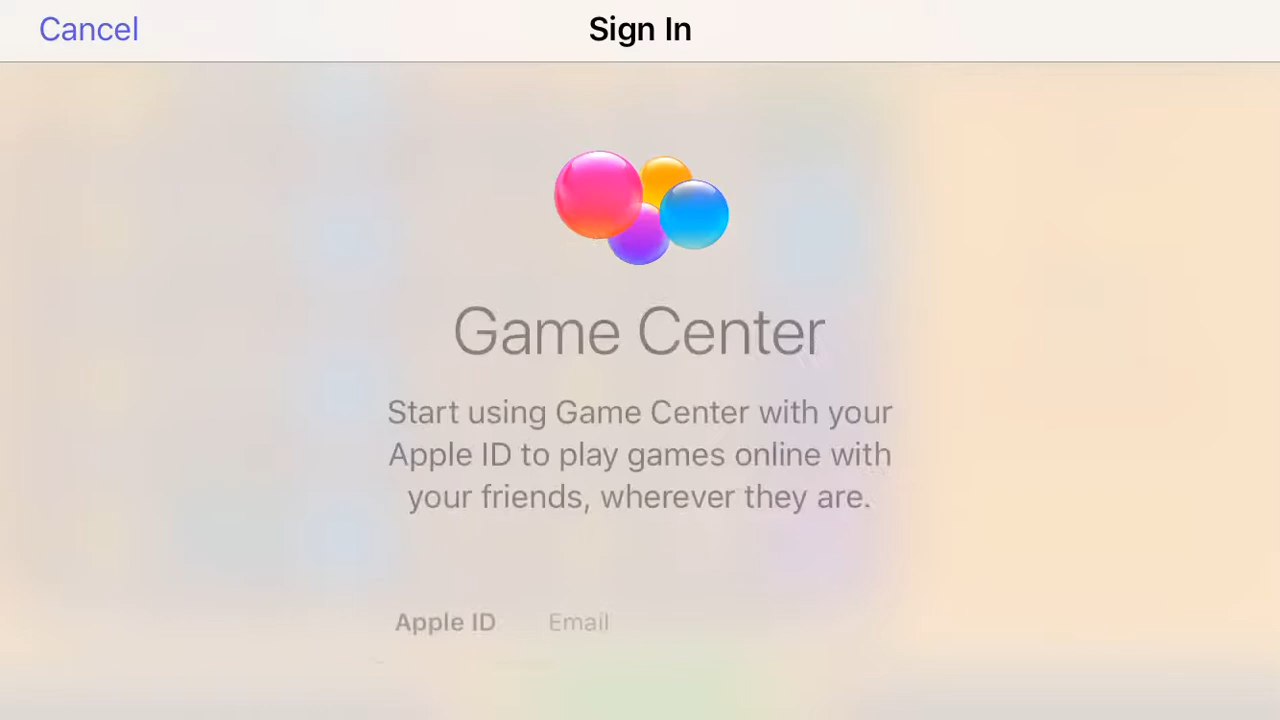 Cancel
Sign In
Game Center
Start using Game Center with your
Apple ID to play games online with
your friends, wherever they are.
Apple ID Email